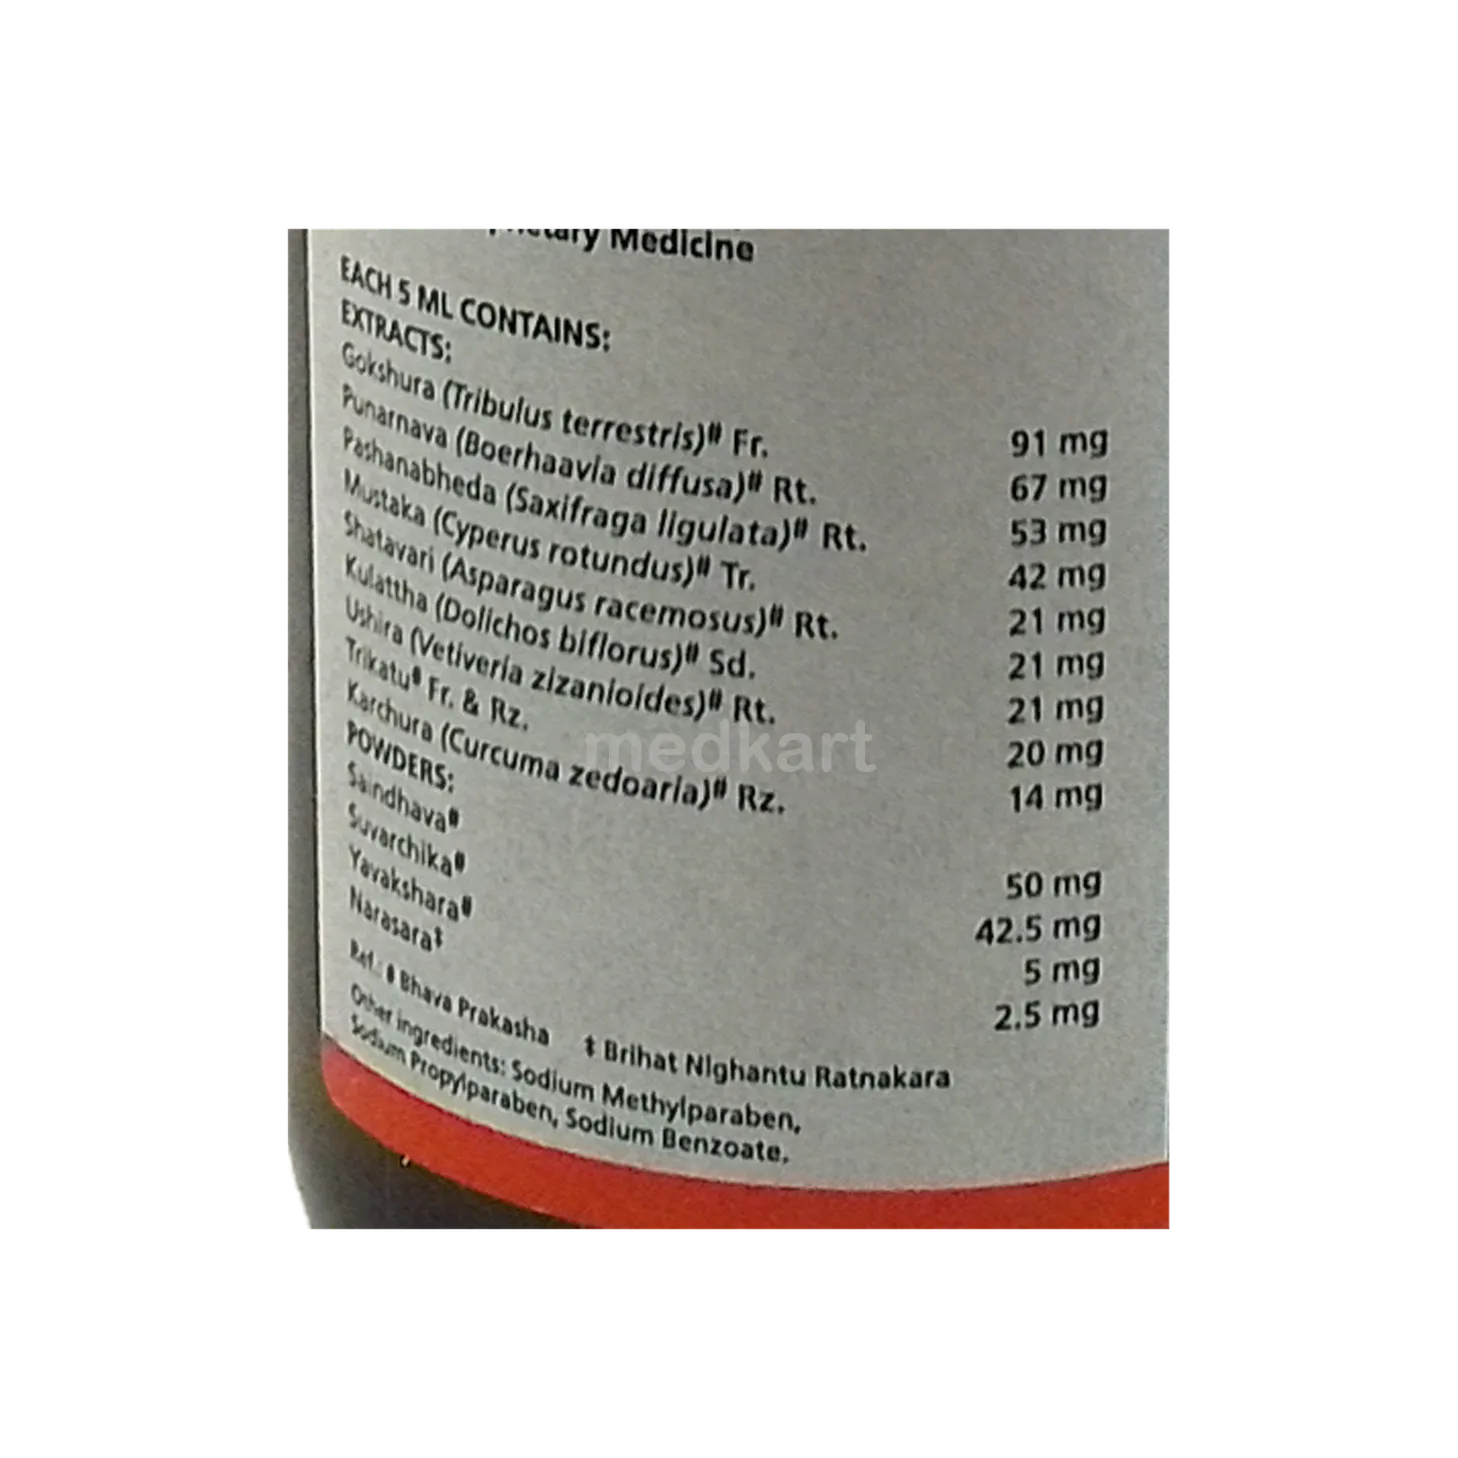 Medicine
EACH 5 ML CONTAINS:
EXTRACTS:
Gokshura (Tribulus terrestris)# Fr. 91 mg
Punarnava (Boerhaavia diffusa)# Rt. 67 mg
Pashanabheda (Saxifraga ligulata)# Rt. 53 mg
Mustaka (Cyperus rotundus)# Tr. 42 mg
Shatavari (Asparagus racemosus)# Rt. 21 mg
Kulattha (Dolichos biflorus)# Sd. 21 mg
Ushira (Vetiveria zizanioides)# Rt. 21 mg
Trikatu# Fr. & Rz. 20 mg
Karchura (Curcuma zedoaria)# Rz. 14 mg
POWDERS:
Saindhava# 50 mg
Suvarchika# 42.5 mg
Yavakshara# 5 mg
Narasara‡ 2.5 mg
Ref.: # Bhava Prakasha ‡ Brihat Nighantu Ratnakara
Other ingredients: Sodium Methylparaben,
Sodium Propylparaben, Sodium Benzoate.
medkart